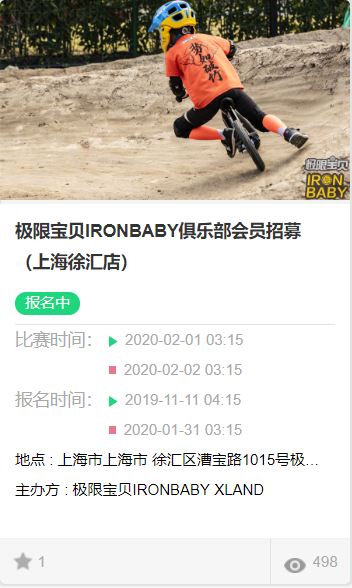 势如破竹
极限宝贝
IRON
BABY
极限宝贝IRONBABY俱乐部会员招募
（上海徐汇店）
报名中
比赛时间： 2020-02-01 03:15
2020-02-02 03:15
报名时间： 2019-11-11 04:15
2020-01-31 03:15
地点 : 上海市上海市 徐汇区漕宝路1015号极…
主办方 : 极限宝贝IRONBABY XLAND
1
498